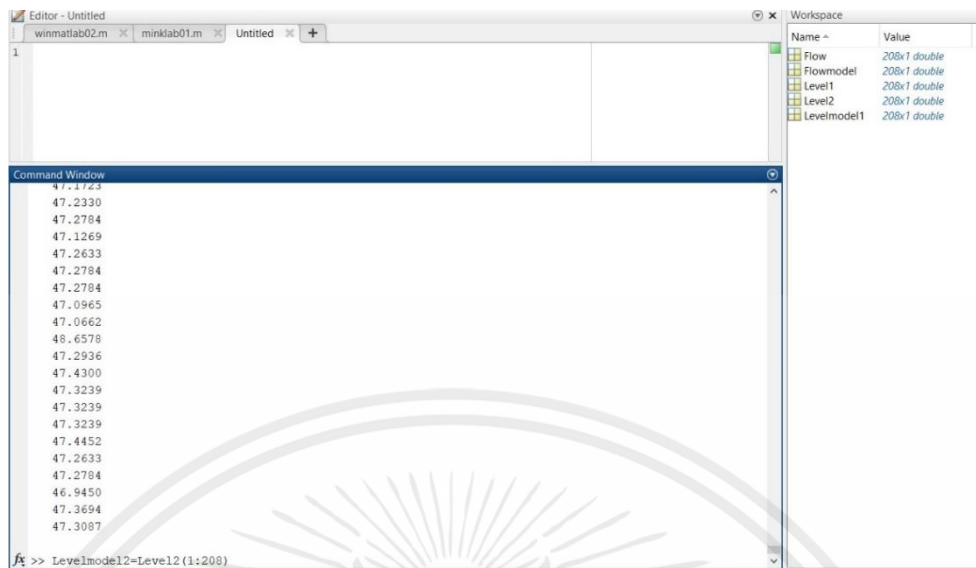 Editor - Untitled
winmatlab02.m minklab01.m Untitled
1
Workspace
Name Value
Flow 208x1 double
Flowmodel 208x1 double
Level1 208x1 double
Level2 208x1 double
Levelmodel1 208x1 double
Command Window
47.1723
47.2330
47.2784
47.1269
47.2633
47.2784
47.2784
47.0965
47.0662
48.6578
47.2936
47.4300
47.3239
47.3239
47.3239
47.4452
47.2633
47.2784
46.9450
47.3694
47.3087
fx >> Levelmodel2=Level2(1:208)